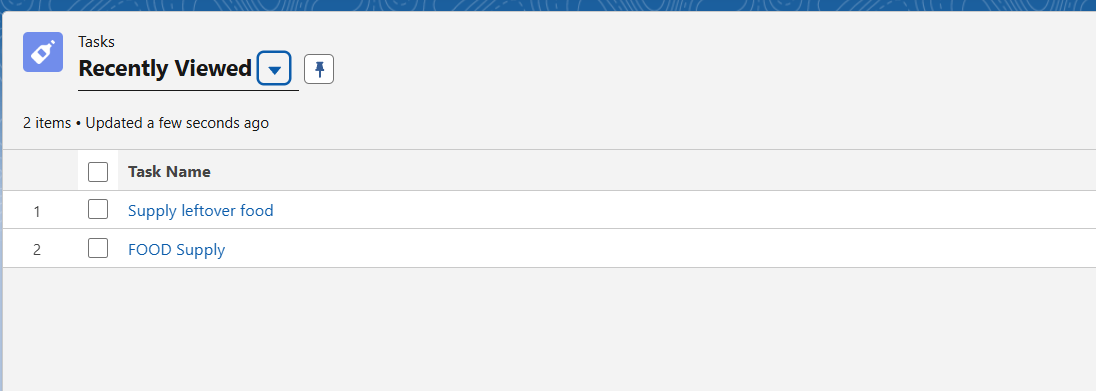 Tasks
Recently Viewed
2 items • Updated a few seconds ago
Task Name
1 Supply leftover food
2 FOOD Supply